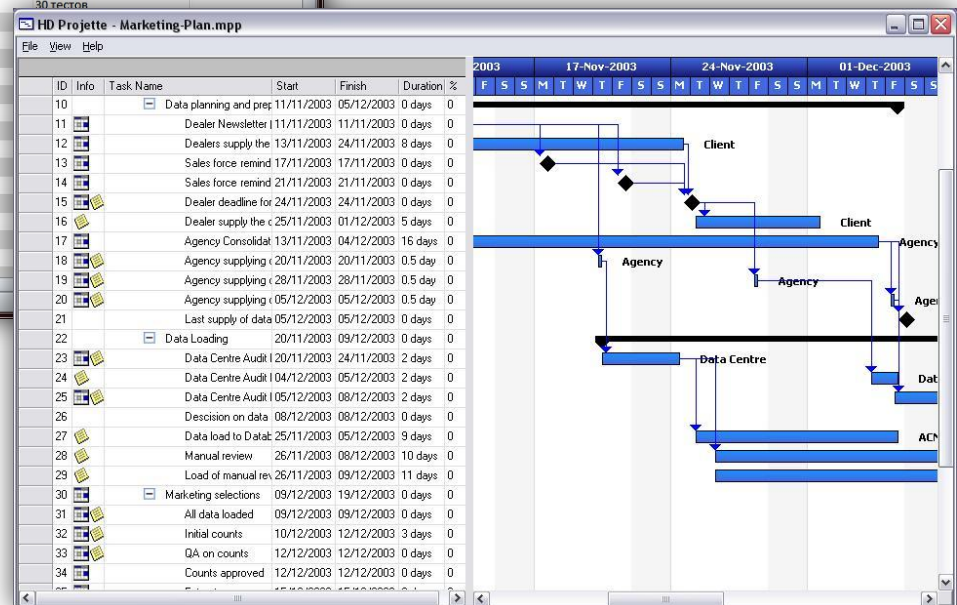 30 тестов
HD Projette - Marketing-Plan.mpp
File View Help
2003 17-Nov-2003 24-Nov-2003 01-Dec-2003
ID Info Task Name Start Finish Duration %
F S S M T W T F S S M T W T F S S M T W T F S S
10 Data planning and prep 11/11/2003 05/12/2003 0 days 0
11 Dealer Newsletter 11/11/2003 11/11/2003 0 days 0
12 Dealers supply the 13/11/2003 24/11/2003 8 days 0 Client
13 Sales force remind 17/11/2003 17/11/2003 0 days 0
14 Sales force remind 21/11/2003 21/11/2003 0 days 0
15 Dealer deadline for 24/11/2003 24/11/2003 0 days 0
16 Dealer supply the c 25/11/2003 01/12/2003 5 days 0 Client
17 Agency Consolidat 13/11/2003 04/12/2003 16 days 0 Agency
18 Agency supplying 20/11/2003 20/11/2003 0.5 day 0 Agency
19 Agency supplying 28/11/2003 28/11/2003 0.5 day 0 Agency
20 Agency supplying 05/12/2003 05/12/2003 0.5 day 0 Age
21 Last supply of data 05/12/2003 05/12/2003 0 days 0
22 Data Loading 20/11/2003 09/12/2003 0 days 0
23 Data Centre Audit 20/11/2003 24/11/2003 2 days 0 Data Centre
24 Data Centre Audit 04/12/2003 05/12/2003 2 days 0 Dat
25 Data Centre Audit 05/12/2003 08/12/2003 2 days 0
26 Descision on data 08/12/2003 08/12/2003 0 days 0
27 Data load to Datab 25/11/2003 05/12/2003 9 days 0 ACN
28 Manual review 26/11/2003 08/12/2003 10 days 0
29 Load of manual rev 26/11/2003 09/12/2003 11 days 0
30 Marketing selections 09/12/2003 19/12/2003 0 days 0
31 All data loaded 09/12/2003 09/12/2003 0 days 0
32 Initial counts 10/12/2003 12/12/2003 3 days 0
33 QA on counts 12/12/2003 12/12/2003 0 days 0
34 Counts approved 12/12/2003 12/12/2003 0 days 0